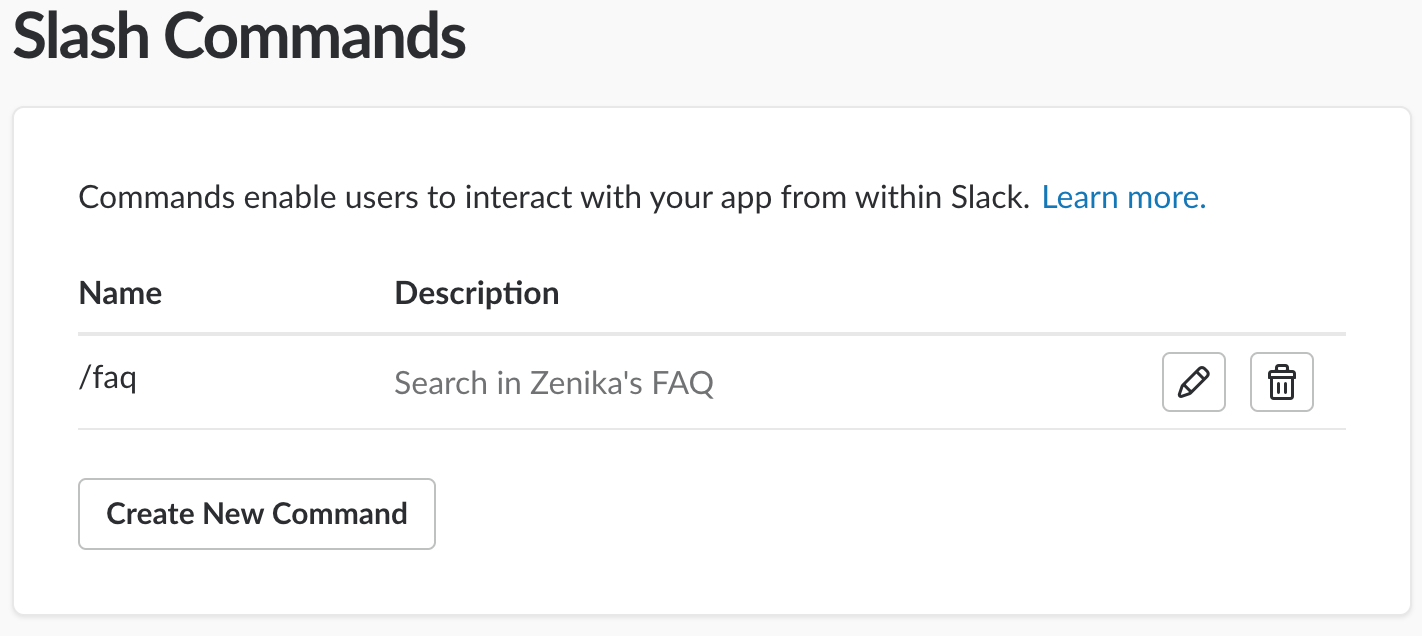 Slash Commands
Commands enable users to interact with your app from within Slack. Learn more.
Name Description
/faq Search in Zenika's FAQ
Create New Command